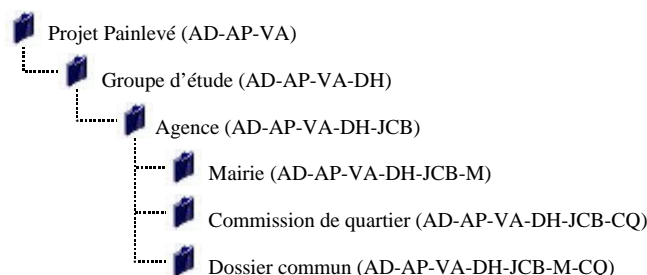 Projet Painlevé (AD-AP-VA)
Groupe d'étude (AD-AP-VA-DH)
Agence (AD-AP-VA-DH-JCB)
Mairie (AD-AP-VA-DH-JCB-M)
Commission de quartier (AD-AP-VA-DH-JCB-CQ)
Dossier commun (AD-AP-VA-DH-JCB-M-CQ)